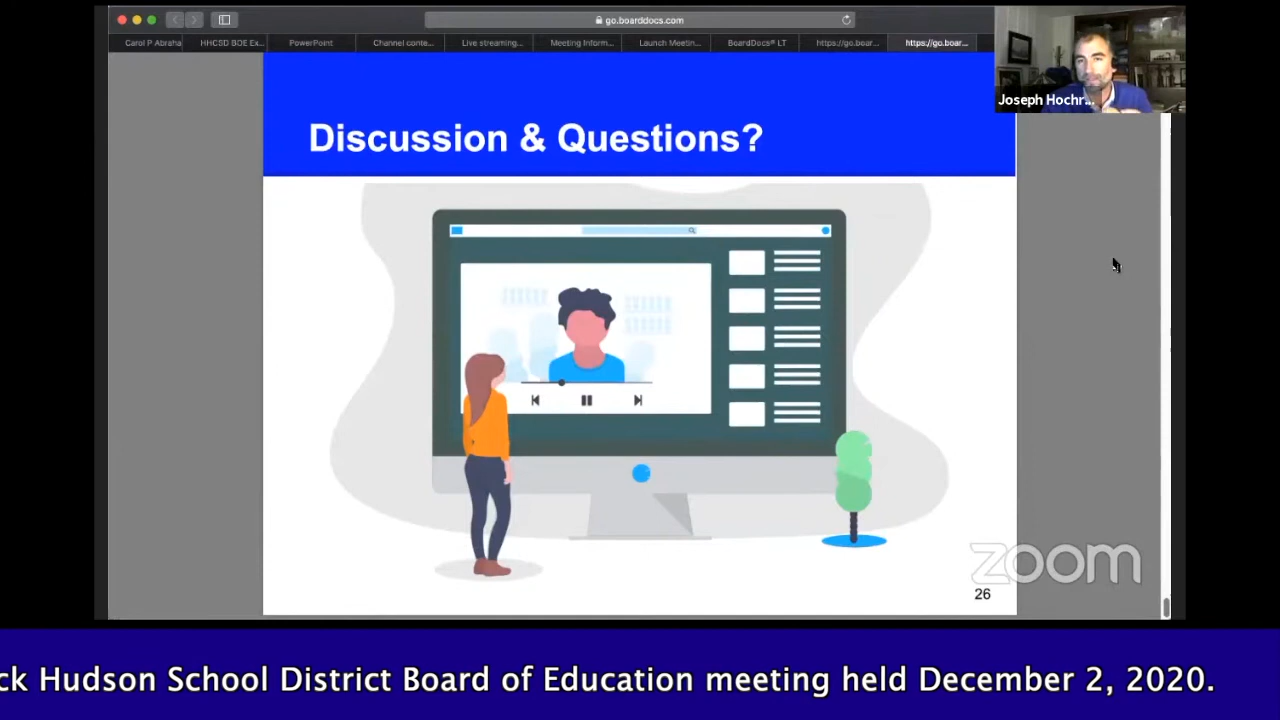 go.boarddocs.com
Carol P Abraha
HHCSD BOE Ex...
PowerPoint
Channel conte...
Live streaming...
Meeting Inform...
Launch Meetin...
BoardDocs® LT
https://go.boar...
https://go.boar...
Joseph Hochr...
Discussion & Questions?
zoom
26
ck Hudson School District Board of Education meeting held December 2, 2020.